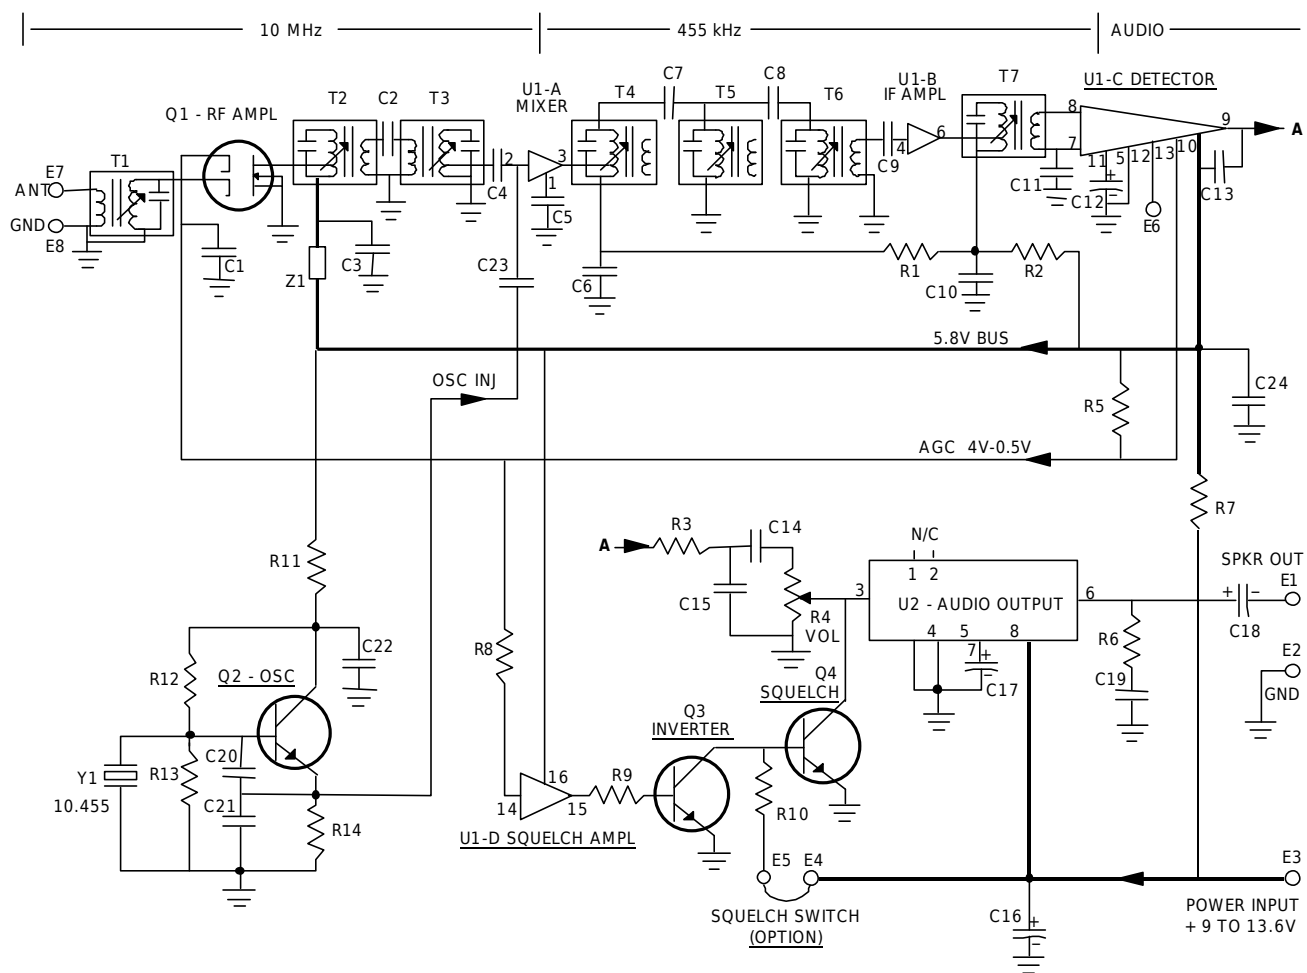 10 MHz
455 kHz
AUDIO
Q1 - RF AMPL
T2
C2
T3
U1-A
MIXER
T4
C7
T5
C8
T6
U1-B
IF AMPL
T7
U1-C DETECTOR
8
9
A
7
10
11
5
12
13
6
4
C9
2
3
1
C4
C5
C11
C12
C13
E6
E7
ANT
T1
GND
E8
C1
Z1
C3
C23
C6
R1
C10
R2
5.8V BUS
OSC INJ
R5
C24
AGC 4V-0.5V
R7
A
R3
C14
N/C
1 2
SPKR OUT
E1
R11
C15
R4
VOL
3
U2 - AUDIO OUTPUT
6
+ –
C18
4
5
8
7
+
–
C17
R6
C19
E2
GND
R12
Q2 - OSC
C22
R8
Q4
SQUELCH
Q3
INVERTER
Y1
10.455
R13
C20
C21
R14
14
16
15
R9
R10
U1-D SQUELCH AMPL
E5
E4
E3
SQUELCH SWITCH
(OPTION)
C16
+
–
POWER INPUT
+ 9 TO 13.6V